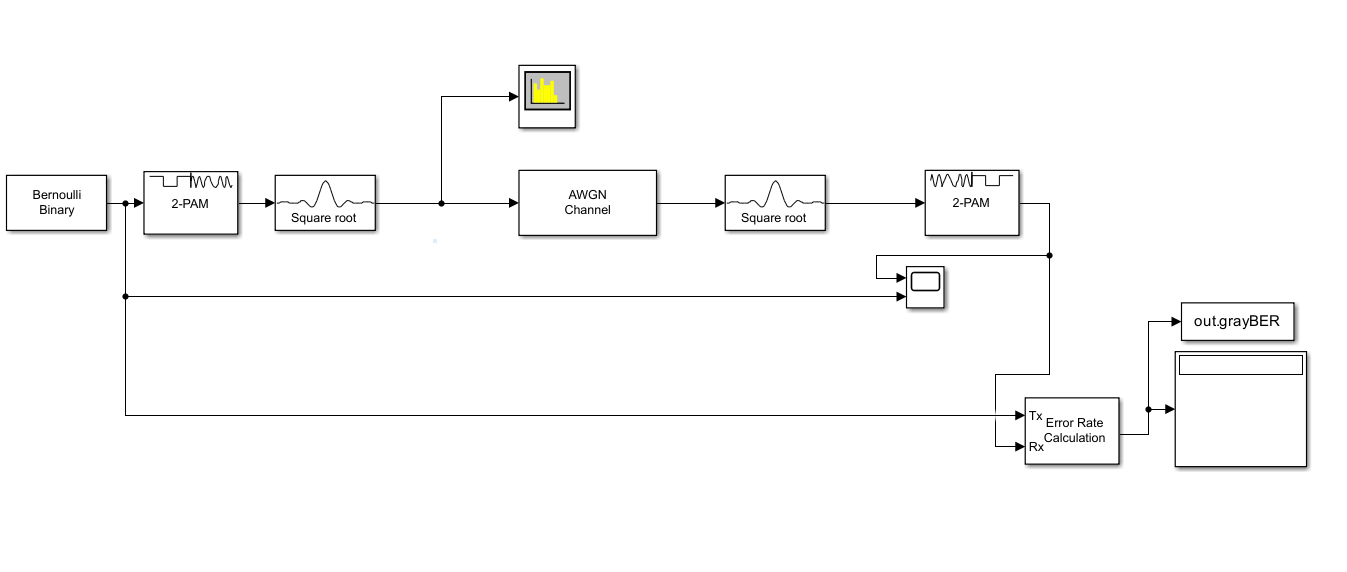 Bernoulli
Binary
2-PAM
Square root
AWGN
Channel
Square root
2-PAM
out.grayBER
Tx
Error Rate
Calculation
Rx